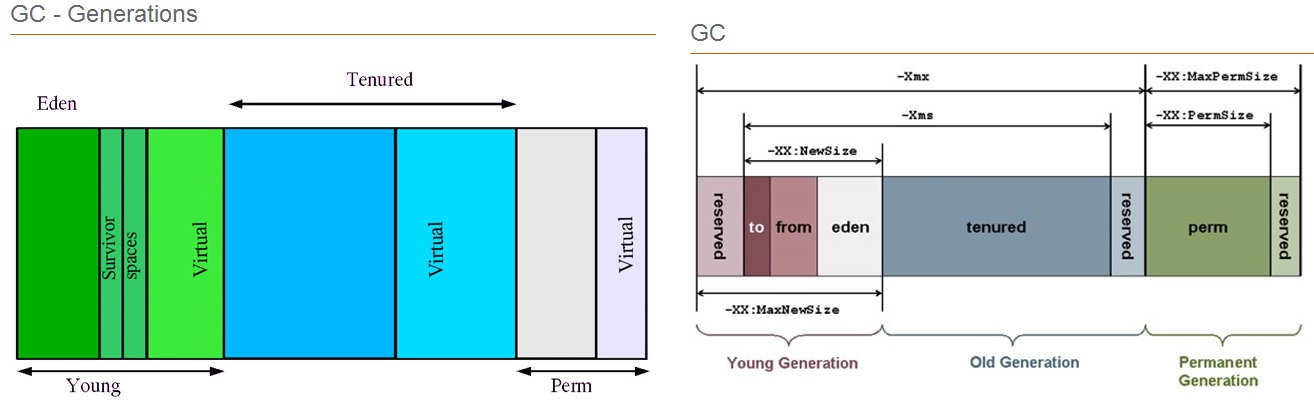 GC - Generations
Tenured
Eden
Survivor
spaces
Virtual
Virtual
Virtual
Young
Perm
GC
-Xmx
-XX:MaxPermSize
-Xms
-XX:PermSize
-XX:NewSize
reserved
to
from
eden
tenured
reserved
perm
reserved
-XX:MaxNewSize
Young Generation
Old Generation
Permanent
Generation